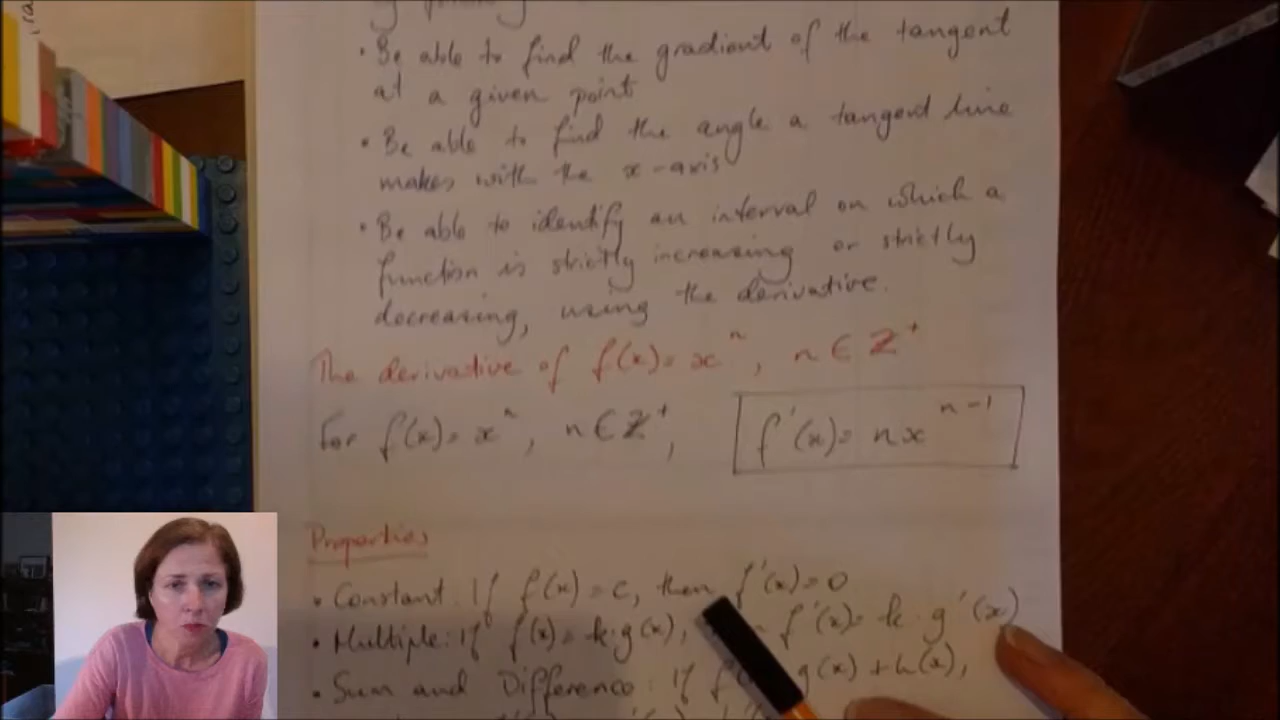 • Be able to find the gradient of the tangent
at a given point
• Be able to find the angle a tangent line
makes with the x-axis
• Be able to identify an interval on which a
function is strictly increasing or strictly
decreasing, using the derivative.
The derivative of f(x) = xⁿ, n ∈ Z⁺
For f(x) = xⁿ, n ∈ Z⁺, f'(x) = nxⁿ⁻¹
Properties
• Constant: If f(x) = c, then f'(x) = 0
• Multiple: If f(x) = k·g(x), f'(x) = k·g'(x)
• Sum and Difference: If g(x) + h(x),